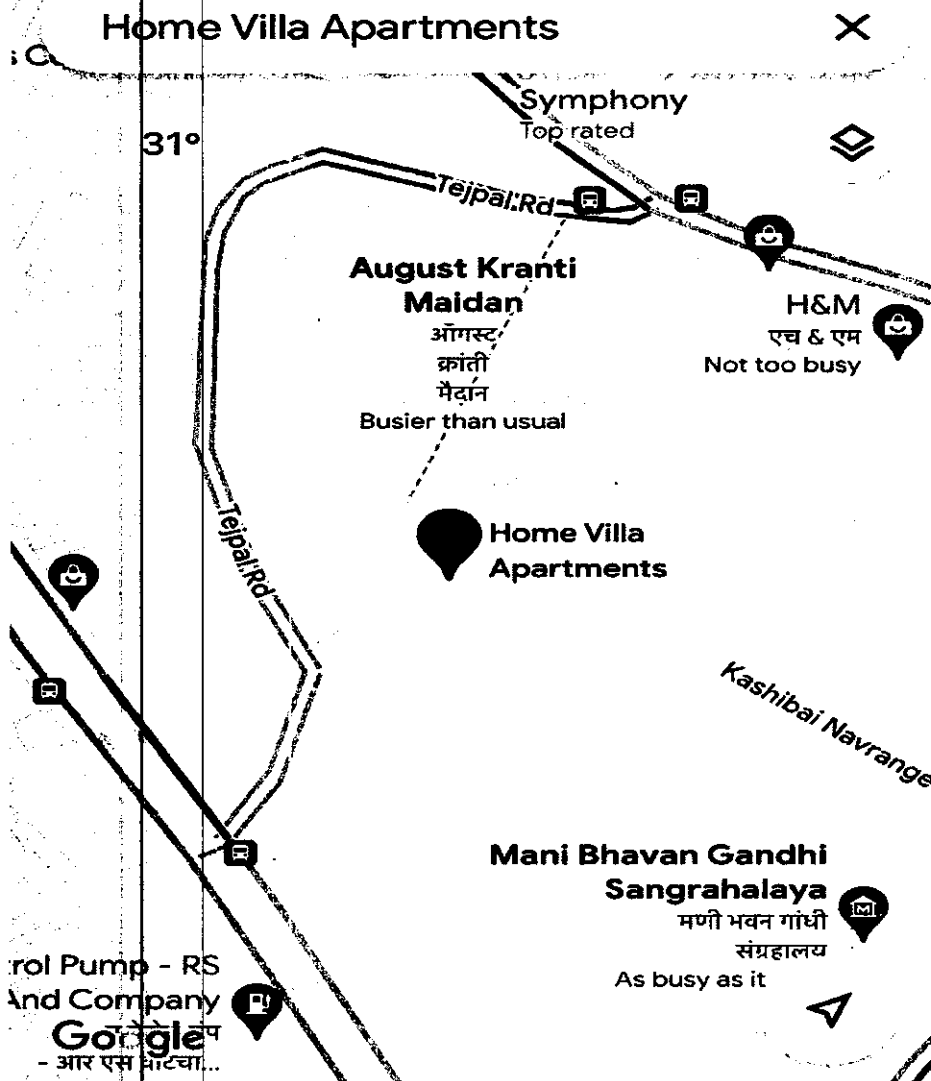 Home Villa Apartments
Symphony
Top rated
31°
Tejpal Rd
August Kranti
Maidan
ऑगस्ट
क्रांती
मैदान
Busier than usual
H&M
एच & एम
Not too busy
Tejpal Rd
Home Villa
Apartments
Kashibai Navrange
Mani Bhavan Gandhi
Sangrahalaya
मणी भवन गांधी
संग्रहालय
As busy as it
rol Pump - RS
And Company
Google
- आर एस